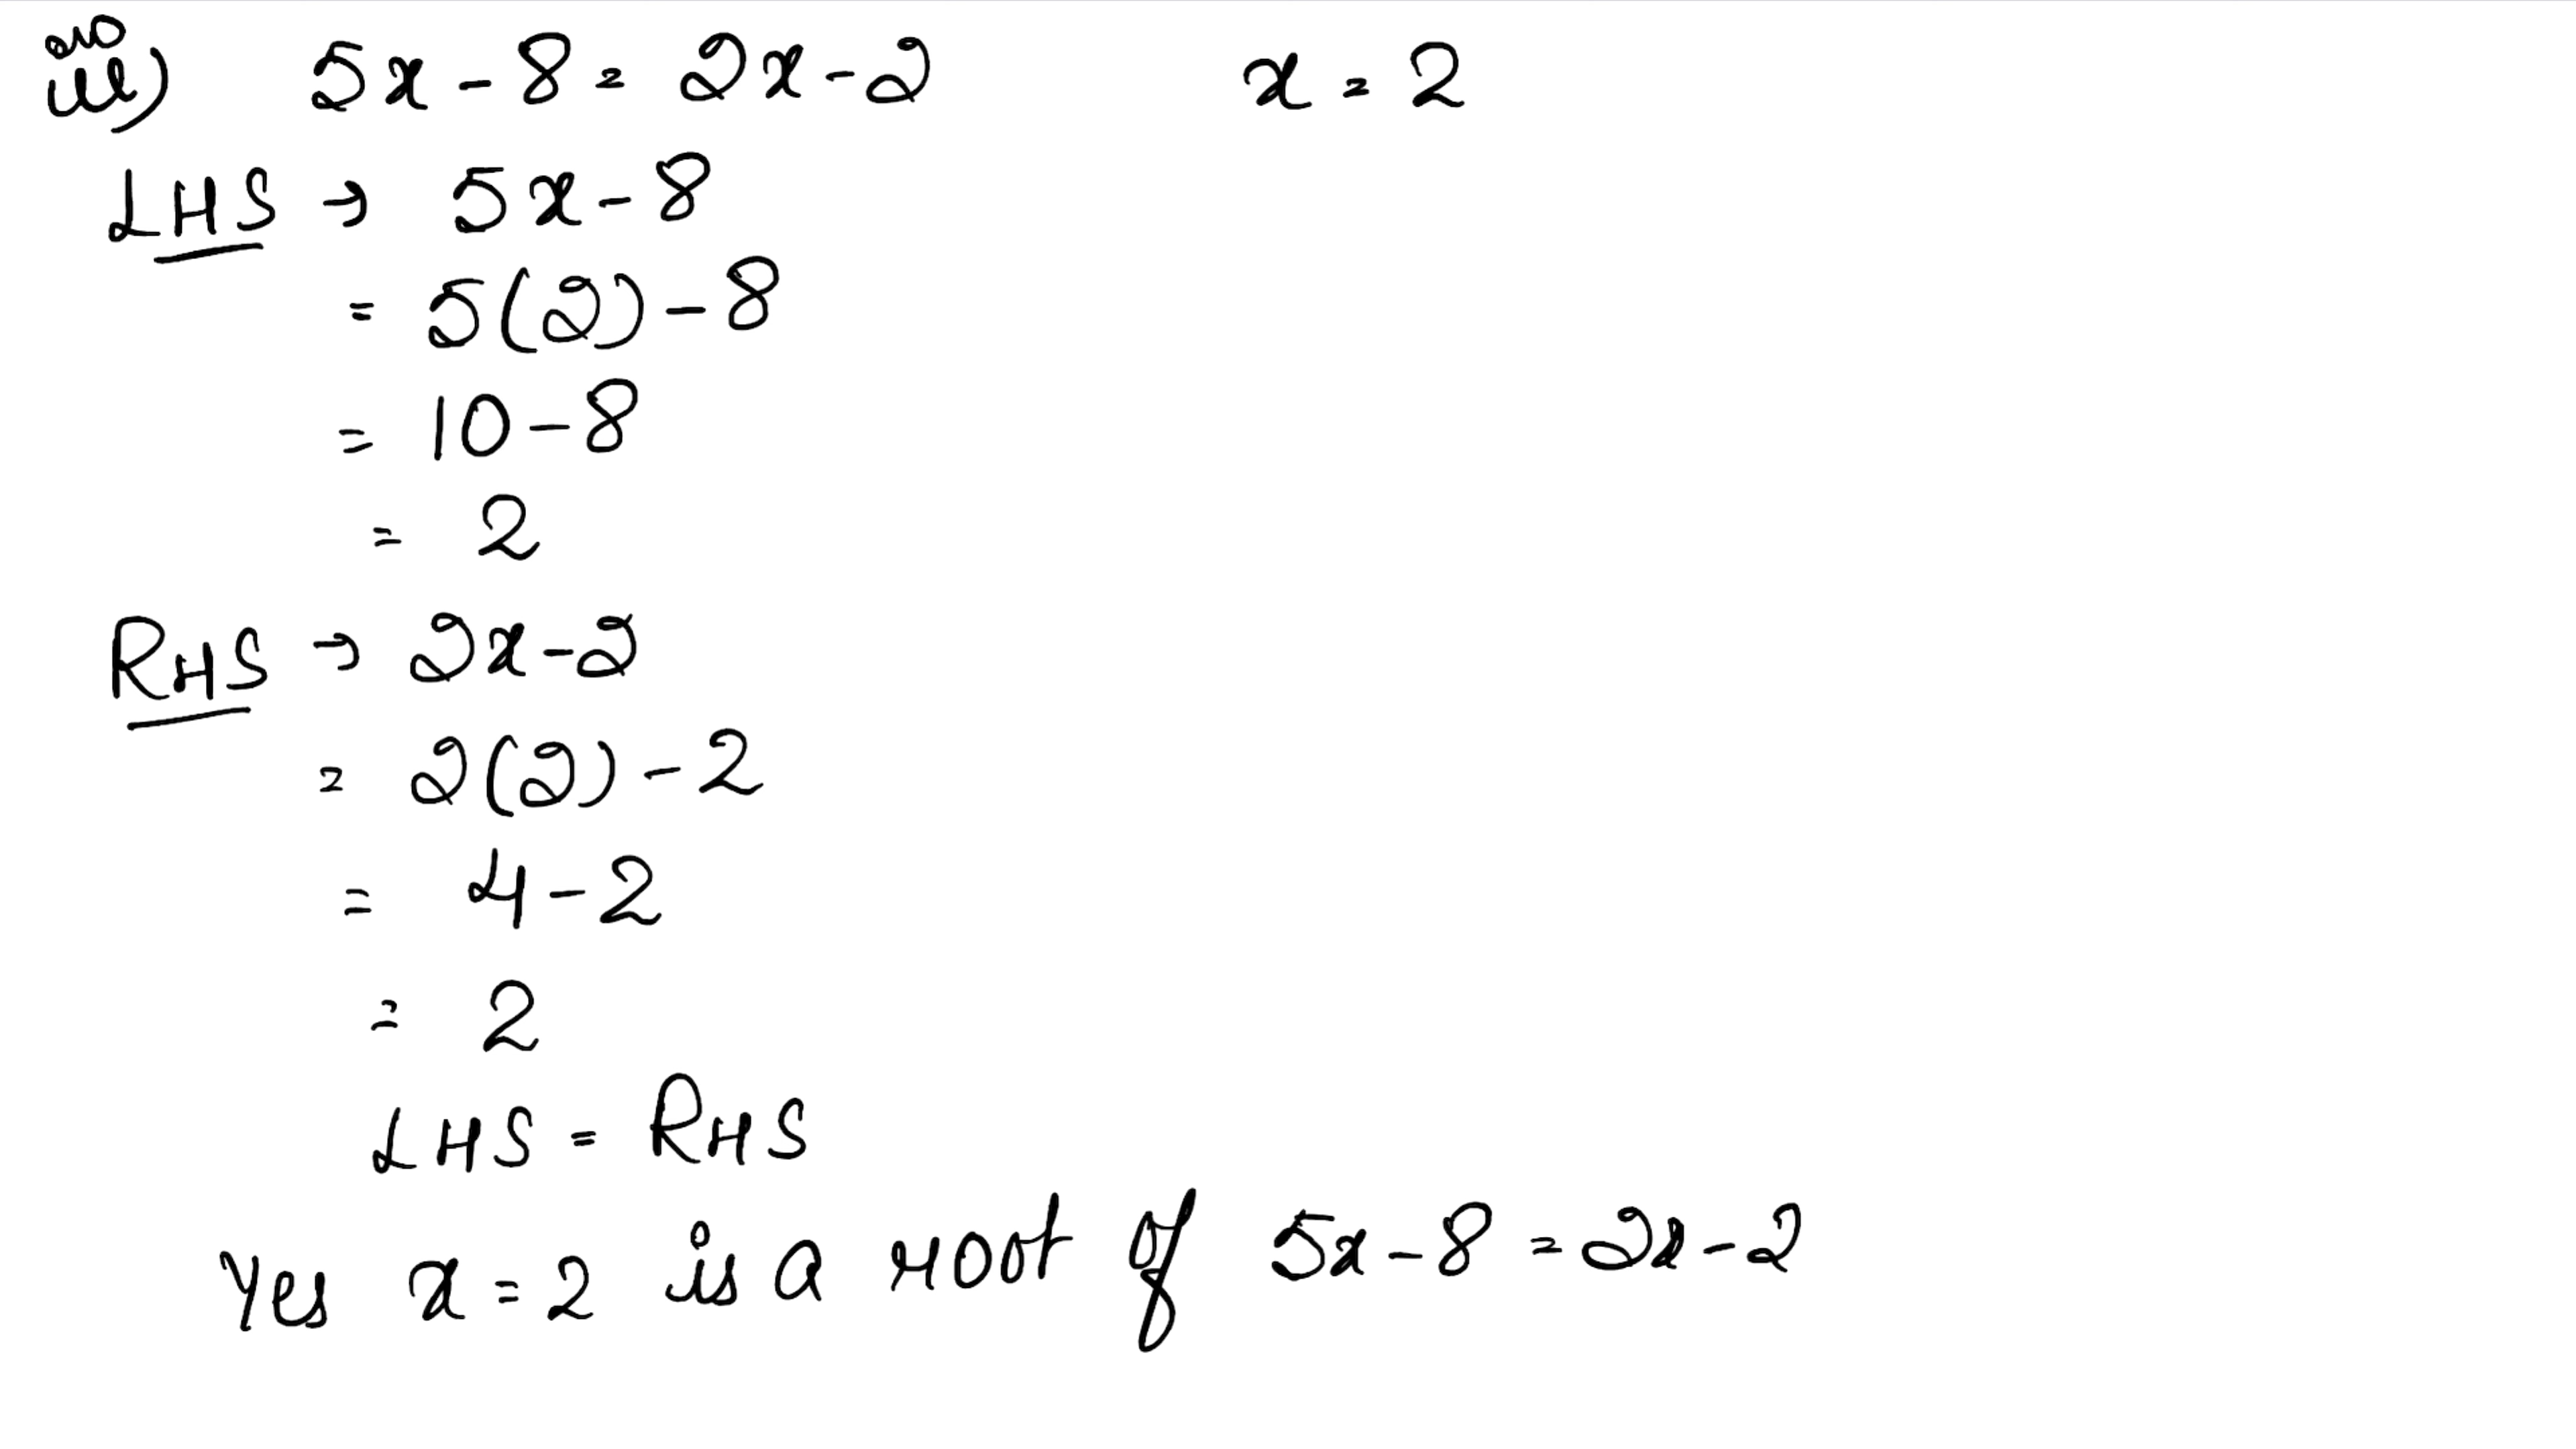 iii) 5x - 8 = 2x - 2 x = 2
LHS → 5x - 8
= 5(2) - 8
= 10 - 8
= 2
RHS → 2x - 2
= 2(2) - 2
= 4 - 2
= 2
LHS = RHS
Yes x = 2 is a root of 5x - 8 = 2x - 2